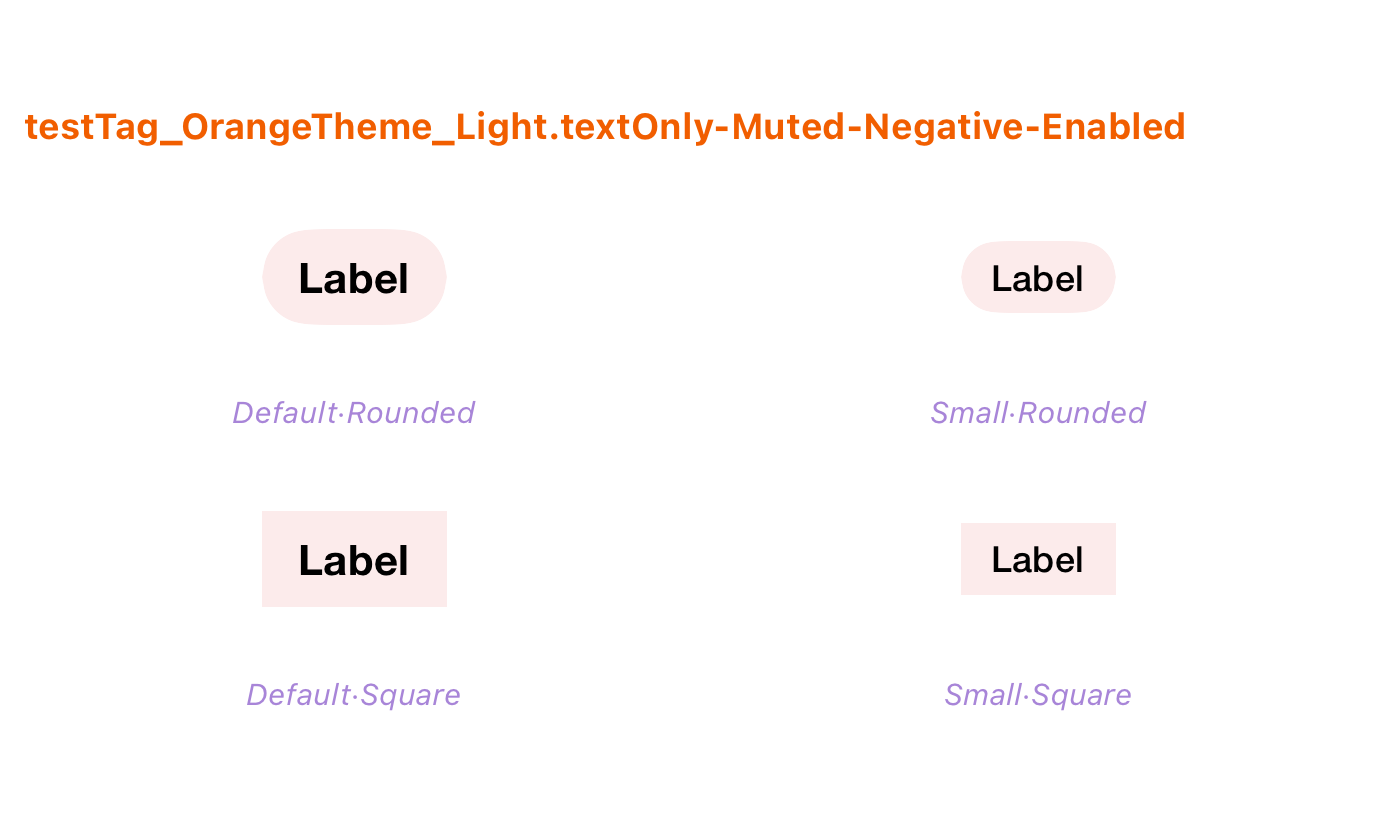 testTag_OrangeTheme_Light.textOnly-Muted-Negative-Enabled
Label
Label
Default·Rounded
Small·Rounded
Label
Label
Default·Square
Small·Square